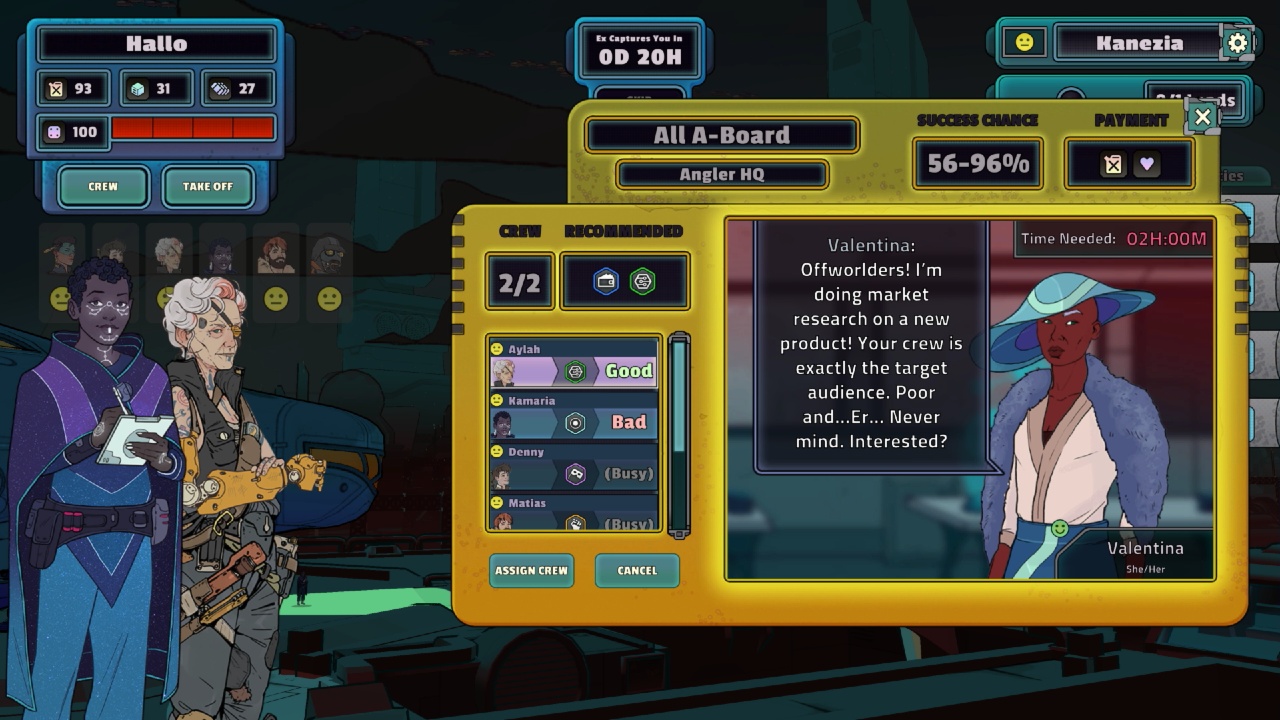 Hallo
93
31
27
100
CREW
TAKE OFF
Ex Captures You In
0D 20H
Kanezia
All A-Board
Angler HQ
SUCCESS CHANCE
56-96%
PAYMENT
CREW
RECOMMENDED
2/2
Aylah
Good
Kamaria
Bad
Denny
(Busy)
Matias
(Busy)
ASSIGN CREW
CANCEL
Valentina:
Offworlders! I'm
doing market
research on a new
product! Your crew is
exactly the target
audience. Poor
and...Er... Never
mind. Interested?
Time Needed: 02H:00M
Valentina
She/Her